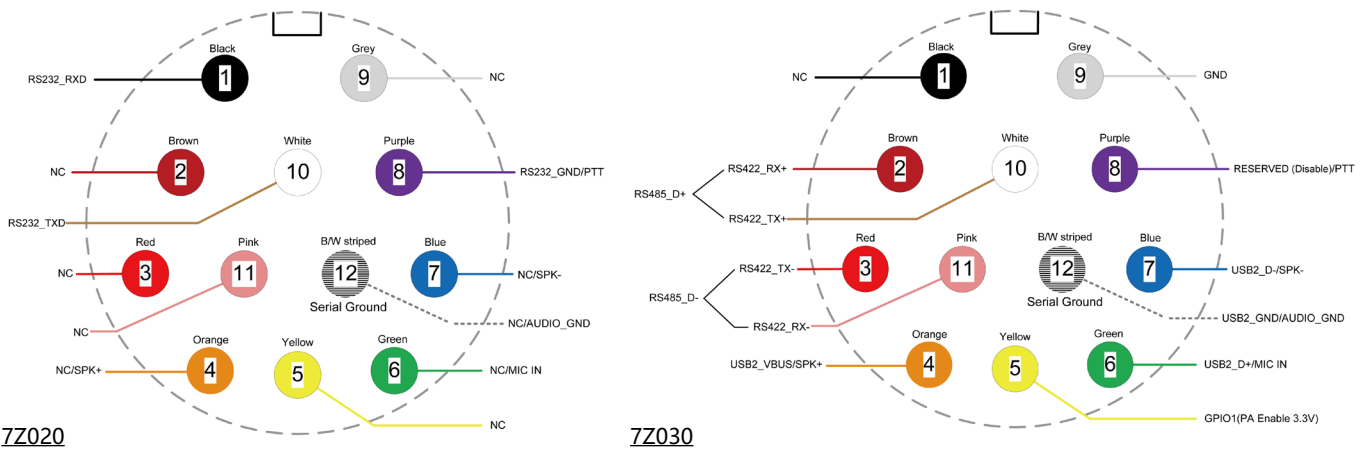 Black
Grey
RS232_RXD
1
9
NC
Brown
White
Purple
NC
2
10
8
RS232_GND/PTT
RS232_TXD
Red
Pink
B/W striped
Blue
NC
3
11
12
7
NC/SPK-
Serial Ground
NC
NC/AUDIO_GND
Orange
Yellow
Green
NC/SPK+
4
5
6
NC/MIC IN
NC
7Z020
Black
Grey
NC
1
9
GND
Brown
White
Purple
RS485_D+
RS422_RX+
2
10
8
RESERVED (Disable)/PTT
RS422_TX+
Red
Pink
B/W striped
Blue
RS485_D-
RS422_TX-
3
11
12
7
USB2_D-/SPK-
Serial Ground
RS422_RX-
USB2_GND/AUDIO_GND
Orange
Yellow
Green
USB2_VBUS/SPK+
4
5
6
USB2_D+/MIC IN
GPIO1(PA Enable 3.3V)
7Z030